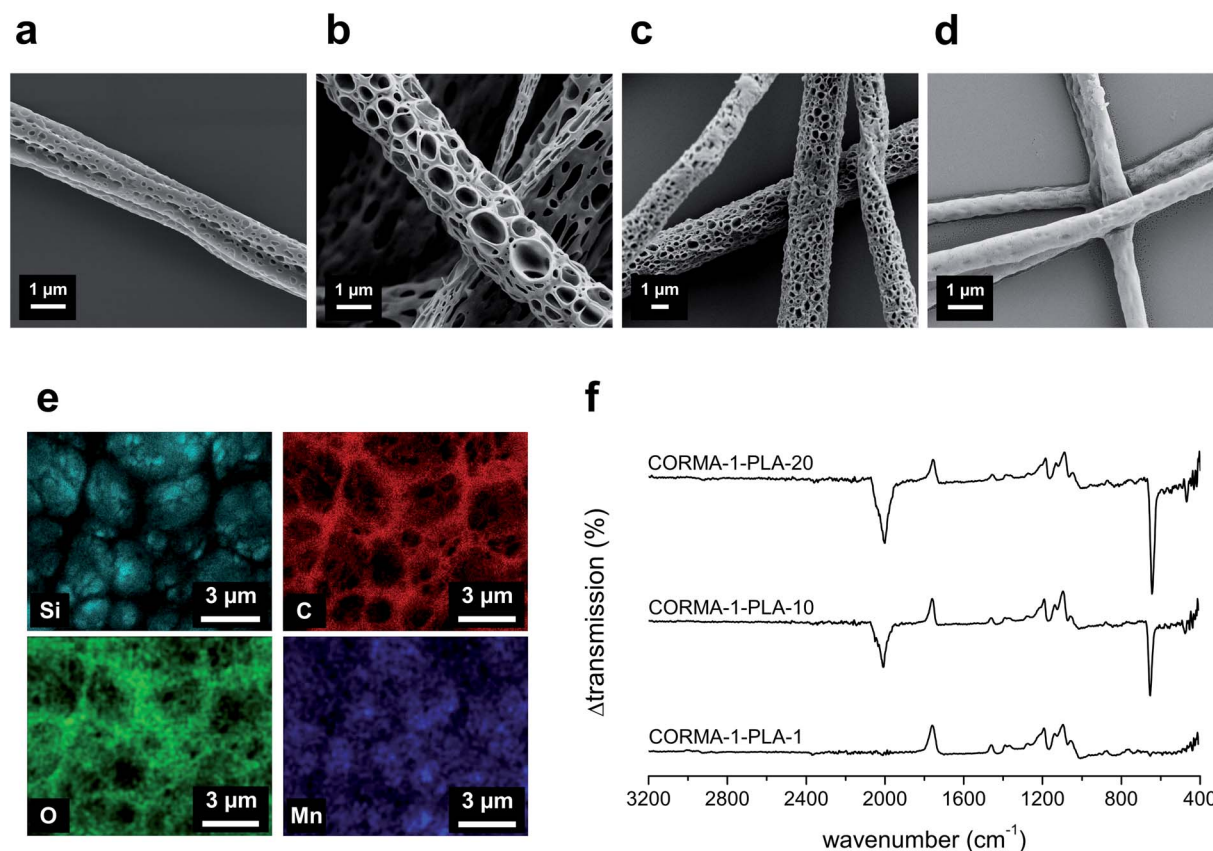 a
b
c
d
1 µm
1 µm
1 µm
1 µm
e
f
Si
3 µm
C
3 µm
O
3 µm
Mn
3 µm
CORMA-1-PLA-20
CORMA-1-PLA-10
CORMA-1-PLA-1
Δtransmission (%)
3200 2800 2400 2000 1600 1200 800 400
wavenumber (cm⁻¹)